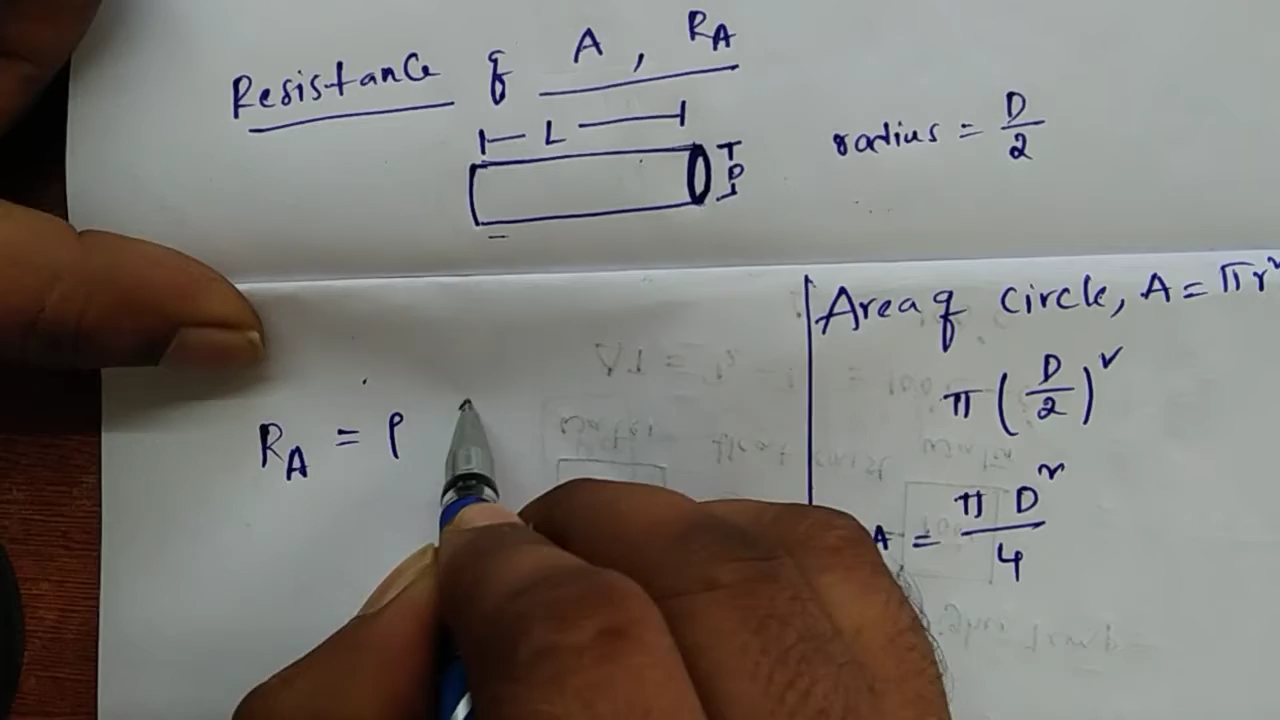 Resistance of A, RA
L
D
radius = D/2
Area of circle, A = πr²
π (D/2)²
A = πD²/4
RA = ρ